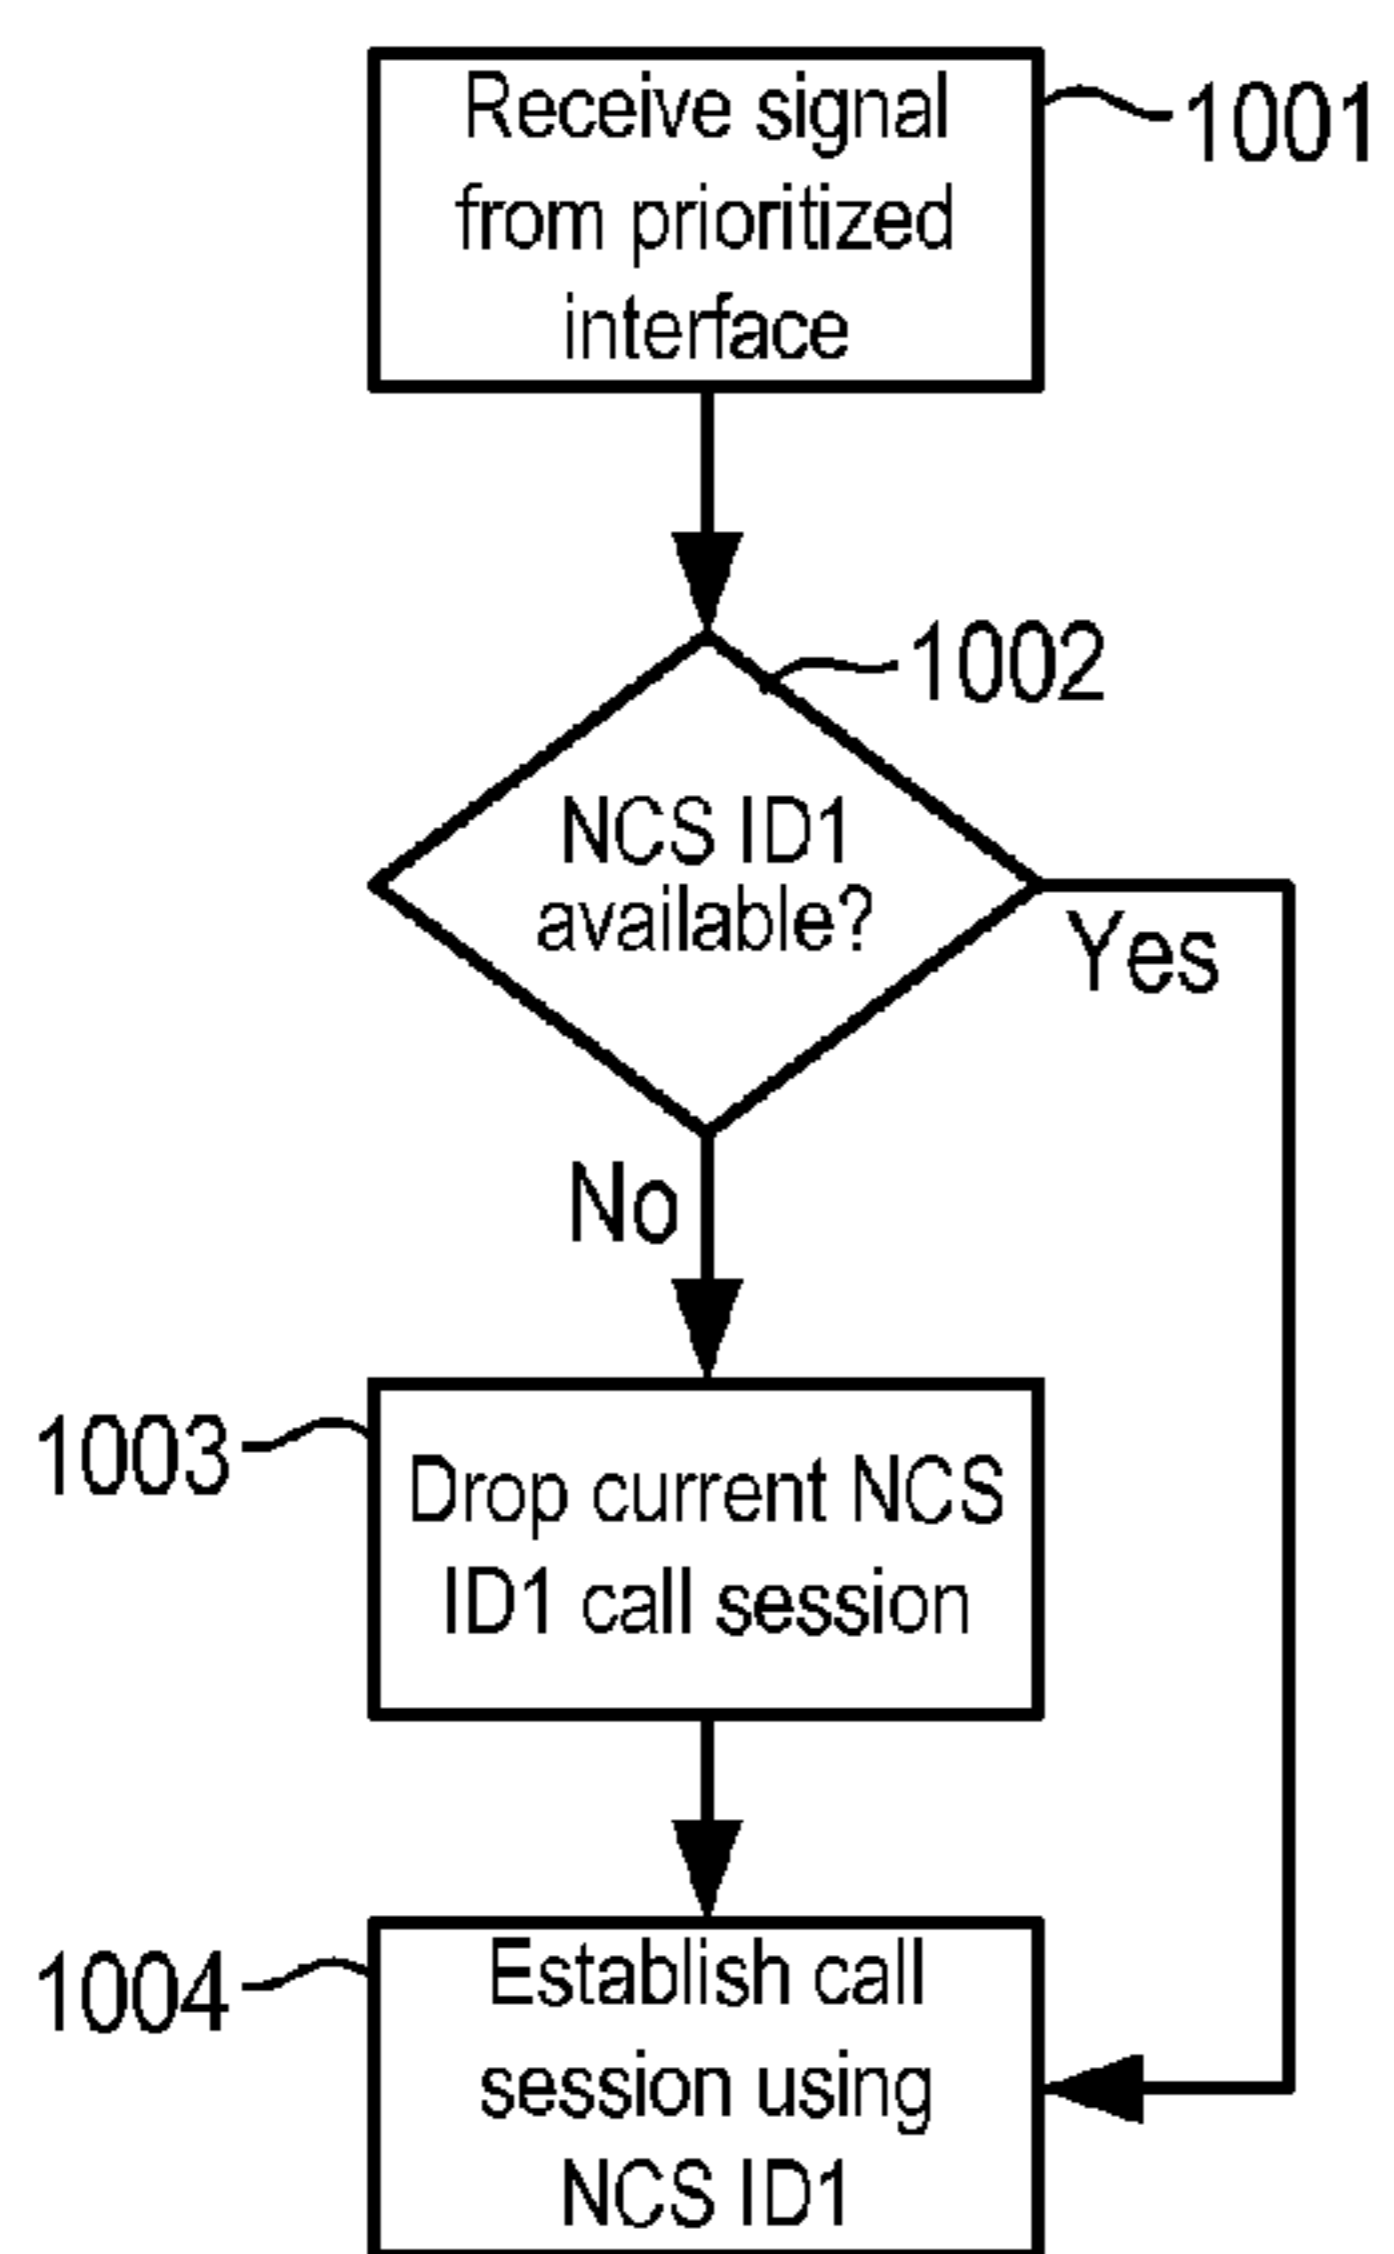 Receive signal
from prioritized
interface
1001
1002
NCS ID1
available?
Yes
No
1003
Drop current NCS
ID1 call session
1004
Establish call
session using
NCS ID1